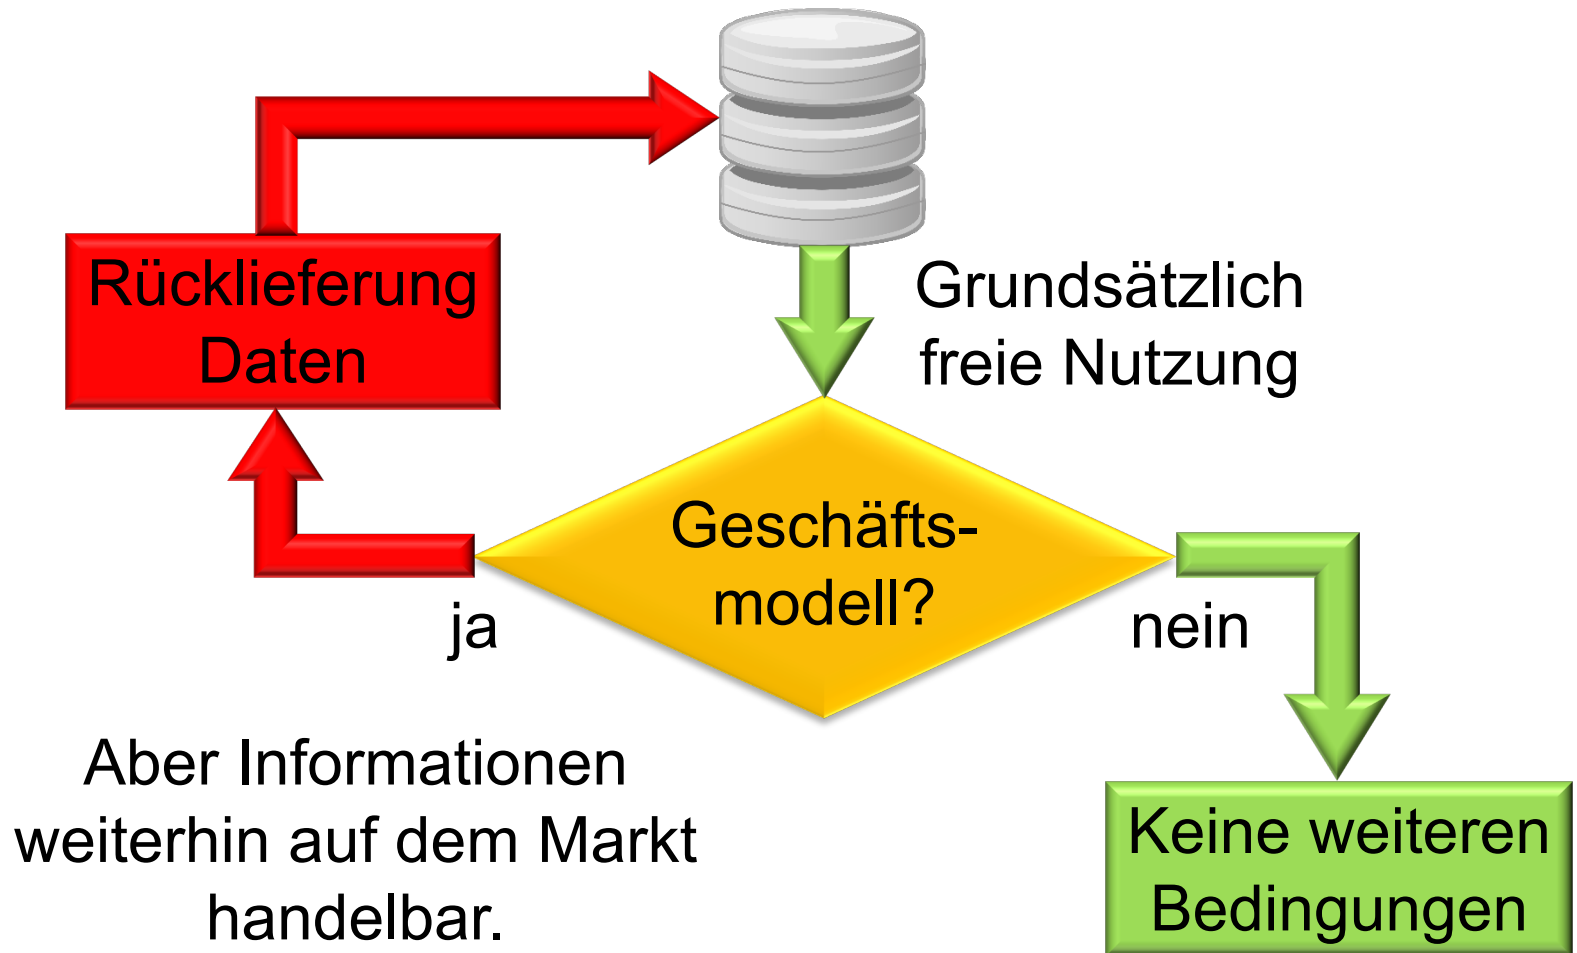 Rücklieferung
Daten
Grundsätzlich
freie Nutzung
Geschäfts-
modell?
ja
nein
Aber Informationen
weiterhin auf dem Markt
handelbar.
Keine weiteren
Bedingungen